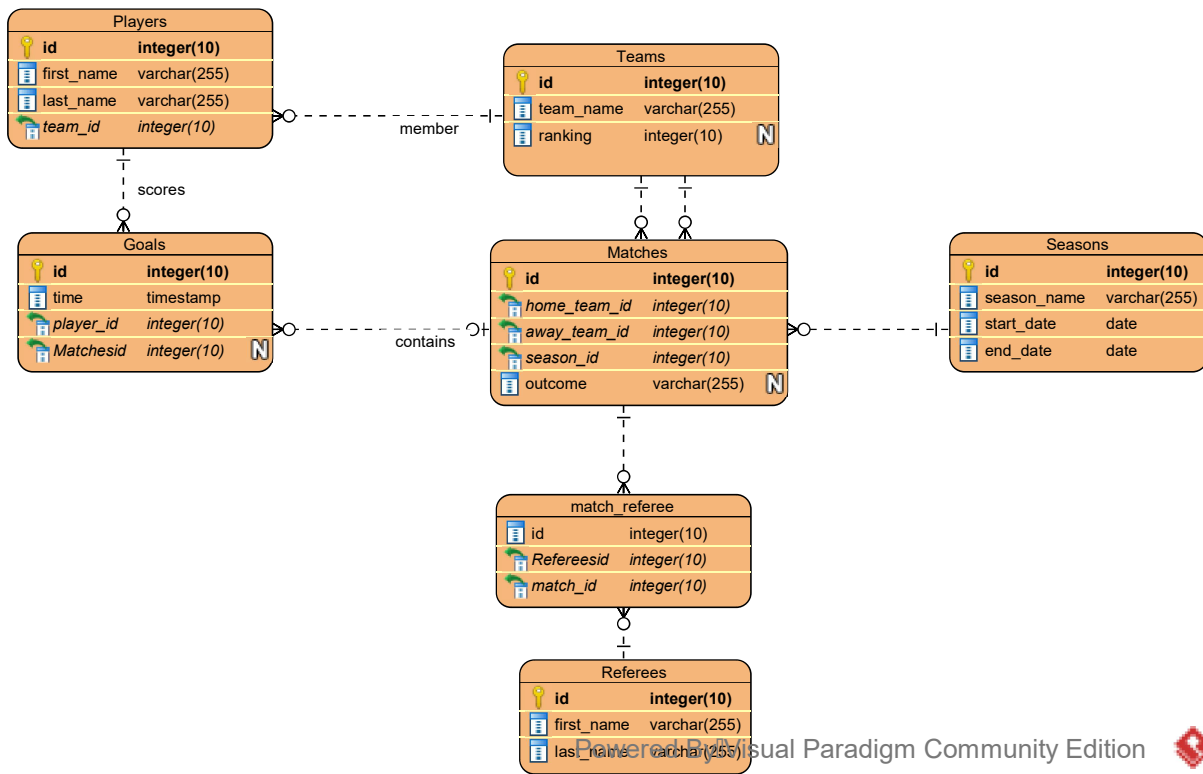 Players
id integer(10)
first_name varchar(255)
last_name varchar(255)
team_id integer(10)
Teams
id integer(10)
team_name varchar(255)
ranking integer(10) N
member
scores
Goals
id integer(10)
time timestamp
player_id integer(10)
Matchesid integer(10) N
contains
Matches
id integer(10)
home_team_id integer(10)
away_team_id integer(10)
season_id integer(10)
outcome varchar(255) N
Seasons
id integer(10)
season_name varchar(255)
start_date date
end_date date
match_referee
id integer(10)
Refereesid integer(10)
match_id integer(10)
Referees
id integer(10)
first_name varchar(255)
last_name varchar(255)
Powered By Visual Paradigm Community Edition